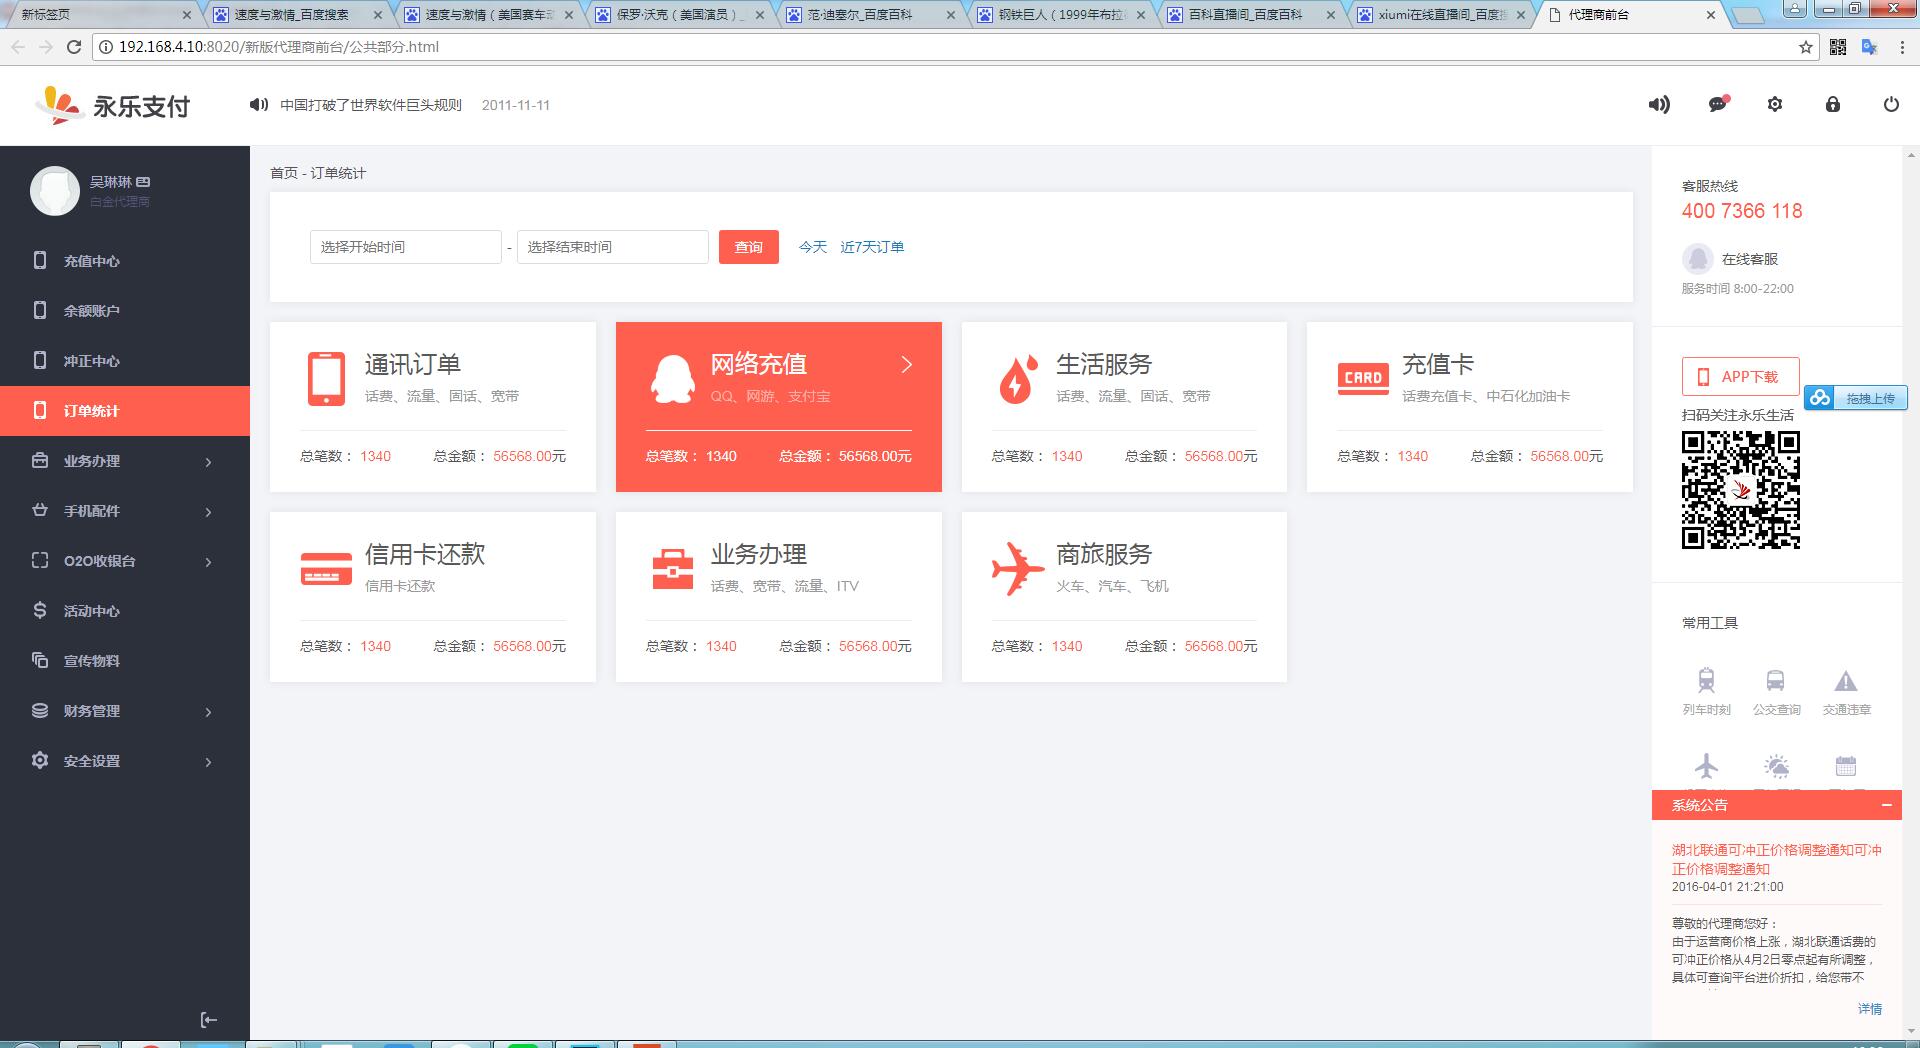 新标签页
速度与激情_百度搜索
速度与激情（美国赛车动
保罗·沃克（美国演员）_
范·迪塞尔_百度百科
钢铁巨人（1999年布拉
百科直播间_百度百科
xiumi在线直播间_百度搜
代理商前台
192.168.4.10:8020/新版代理商前台/公共部分.html
永乐支付
中国打破了世界软件巨头规则 2011-11-11
吴琳琳
白金代理商
充值中心
余额账户
冲正中心
订单统计
业务办理
手机配件
O2O收银台
活动中心
宣传物料
财务管理
安全设置
首页 - 订单统计
选择开始时间 - 选择结束时间 查询 今天 近7天订单
通讯订单
话费、流量、固话、宽带
总笔数： 1340 总金额： 56568.00元
网络充值
QQ、网游、支付宝
总笔数： 1340 总金额： 56568.00元
生活服务
话费、流量、固话、宽带
总笔数： 1340 总金额： 56568.00元
充值卡
CARD
话费充值卡、中石化加油卡
总笔数： 1340 总金额： 56568.00元
信用卡还款
信用卡还款
总笔数： 1340 总金额： 56568.00元
业务办理
话费、宽带、流量、ITV
总笔数： 1340 总金额： 56568.00元
商旅服务
火车、汽车、飞机
总笔数： 1340 总金额： 56568.00元
客服热线
400 7366 118
在线客服
服务时间 8:00-22:00
APP下载
拖拽上传
扫码关注永乐生活
常用工具
列车时刻 公交查询 交通违章
系统公告
湖北联通可冲正价格调整通知可冲
正价格调整通知
2016-04-01 21:21:00
尊敬的代理商您好：
由于运营商价格上涨，湖北联通话费的
可冲正价格从4月2日零点起有所调整，
具体可查询平台进价折扣，给您带不
详情